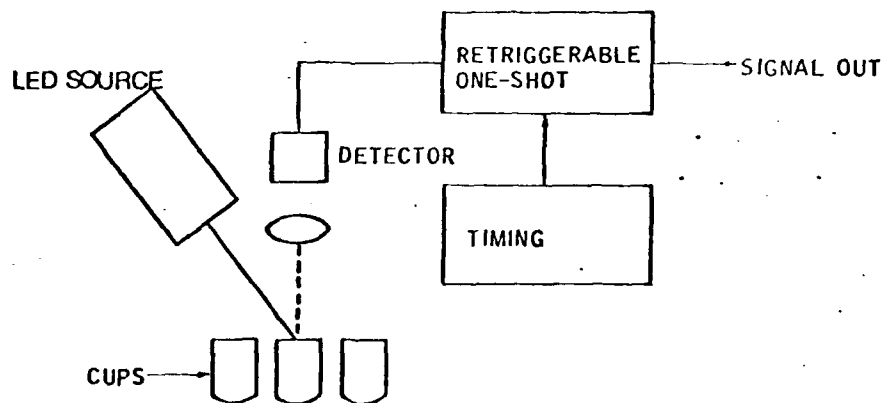 RETRIGGERABLE
ONE-SHOT
SIGNAL OUT
LED SOURCE
DETECTOR
TIMING
CUPS